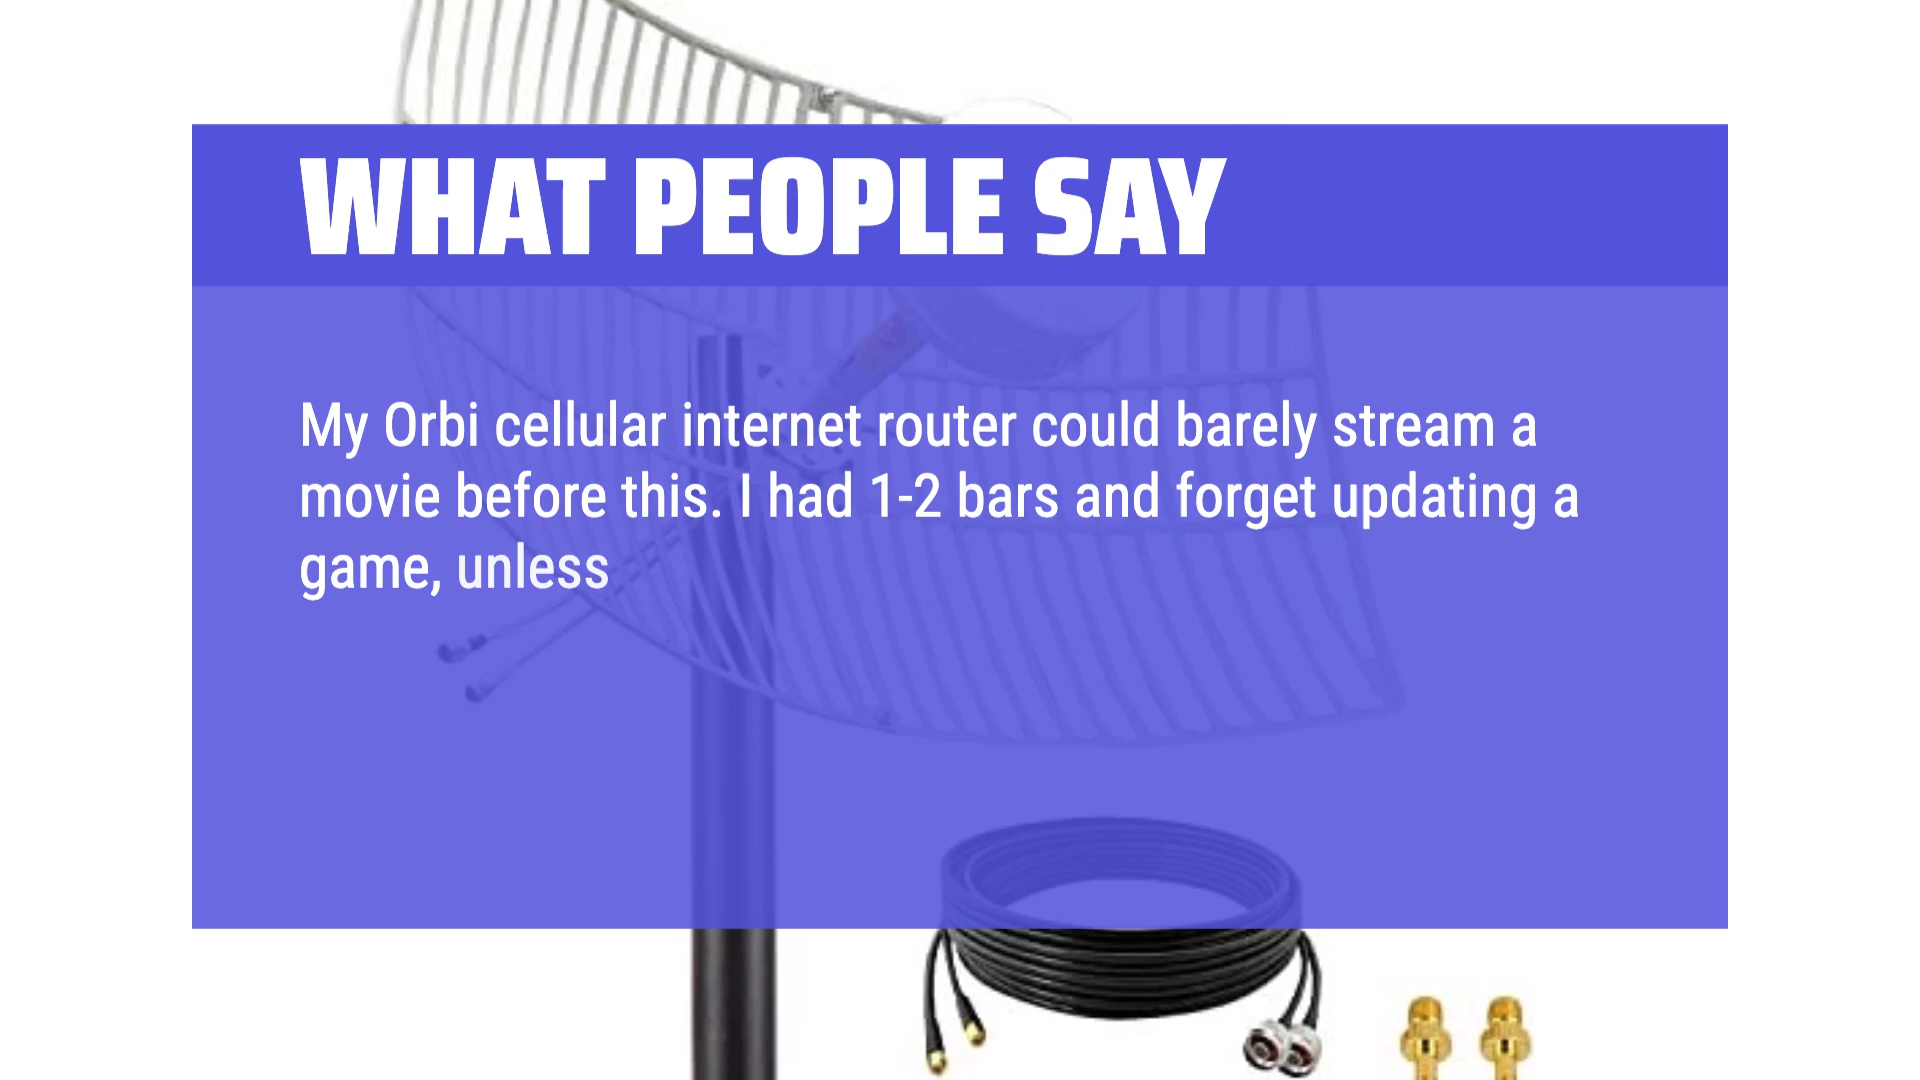 WHAT PEOPLE SAY
My Orbi cellular internet router could barely stream a
movie before this. I had 1-2 bars and forget updating a
game, unless